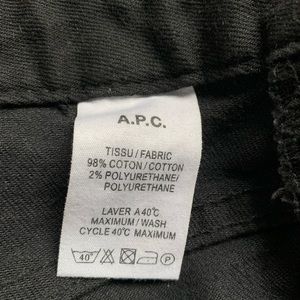 A.P.C.
TISSU / FABRIC
98% COTON / COTTON
2% POLYURETHANE /
POLYURETHANE
LAVER A 40°C
MAXIMUM / WASH
CYCLE 40°C MAXIMUM
40° P